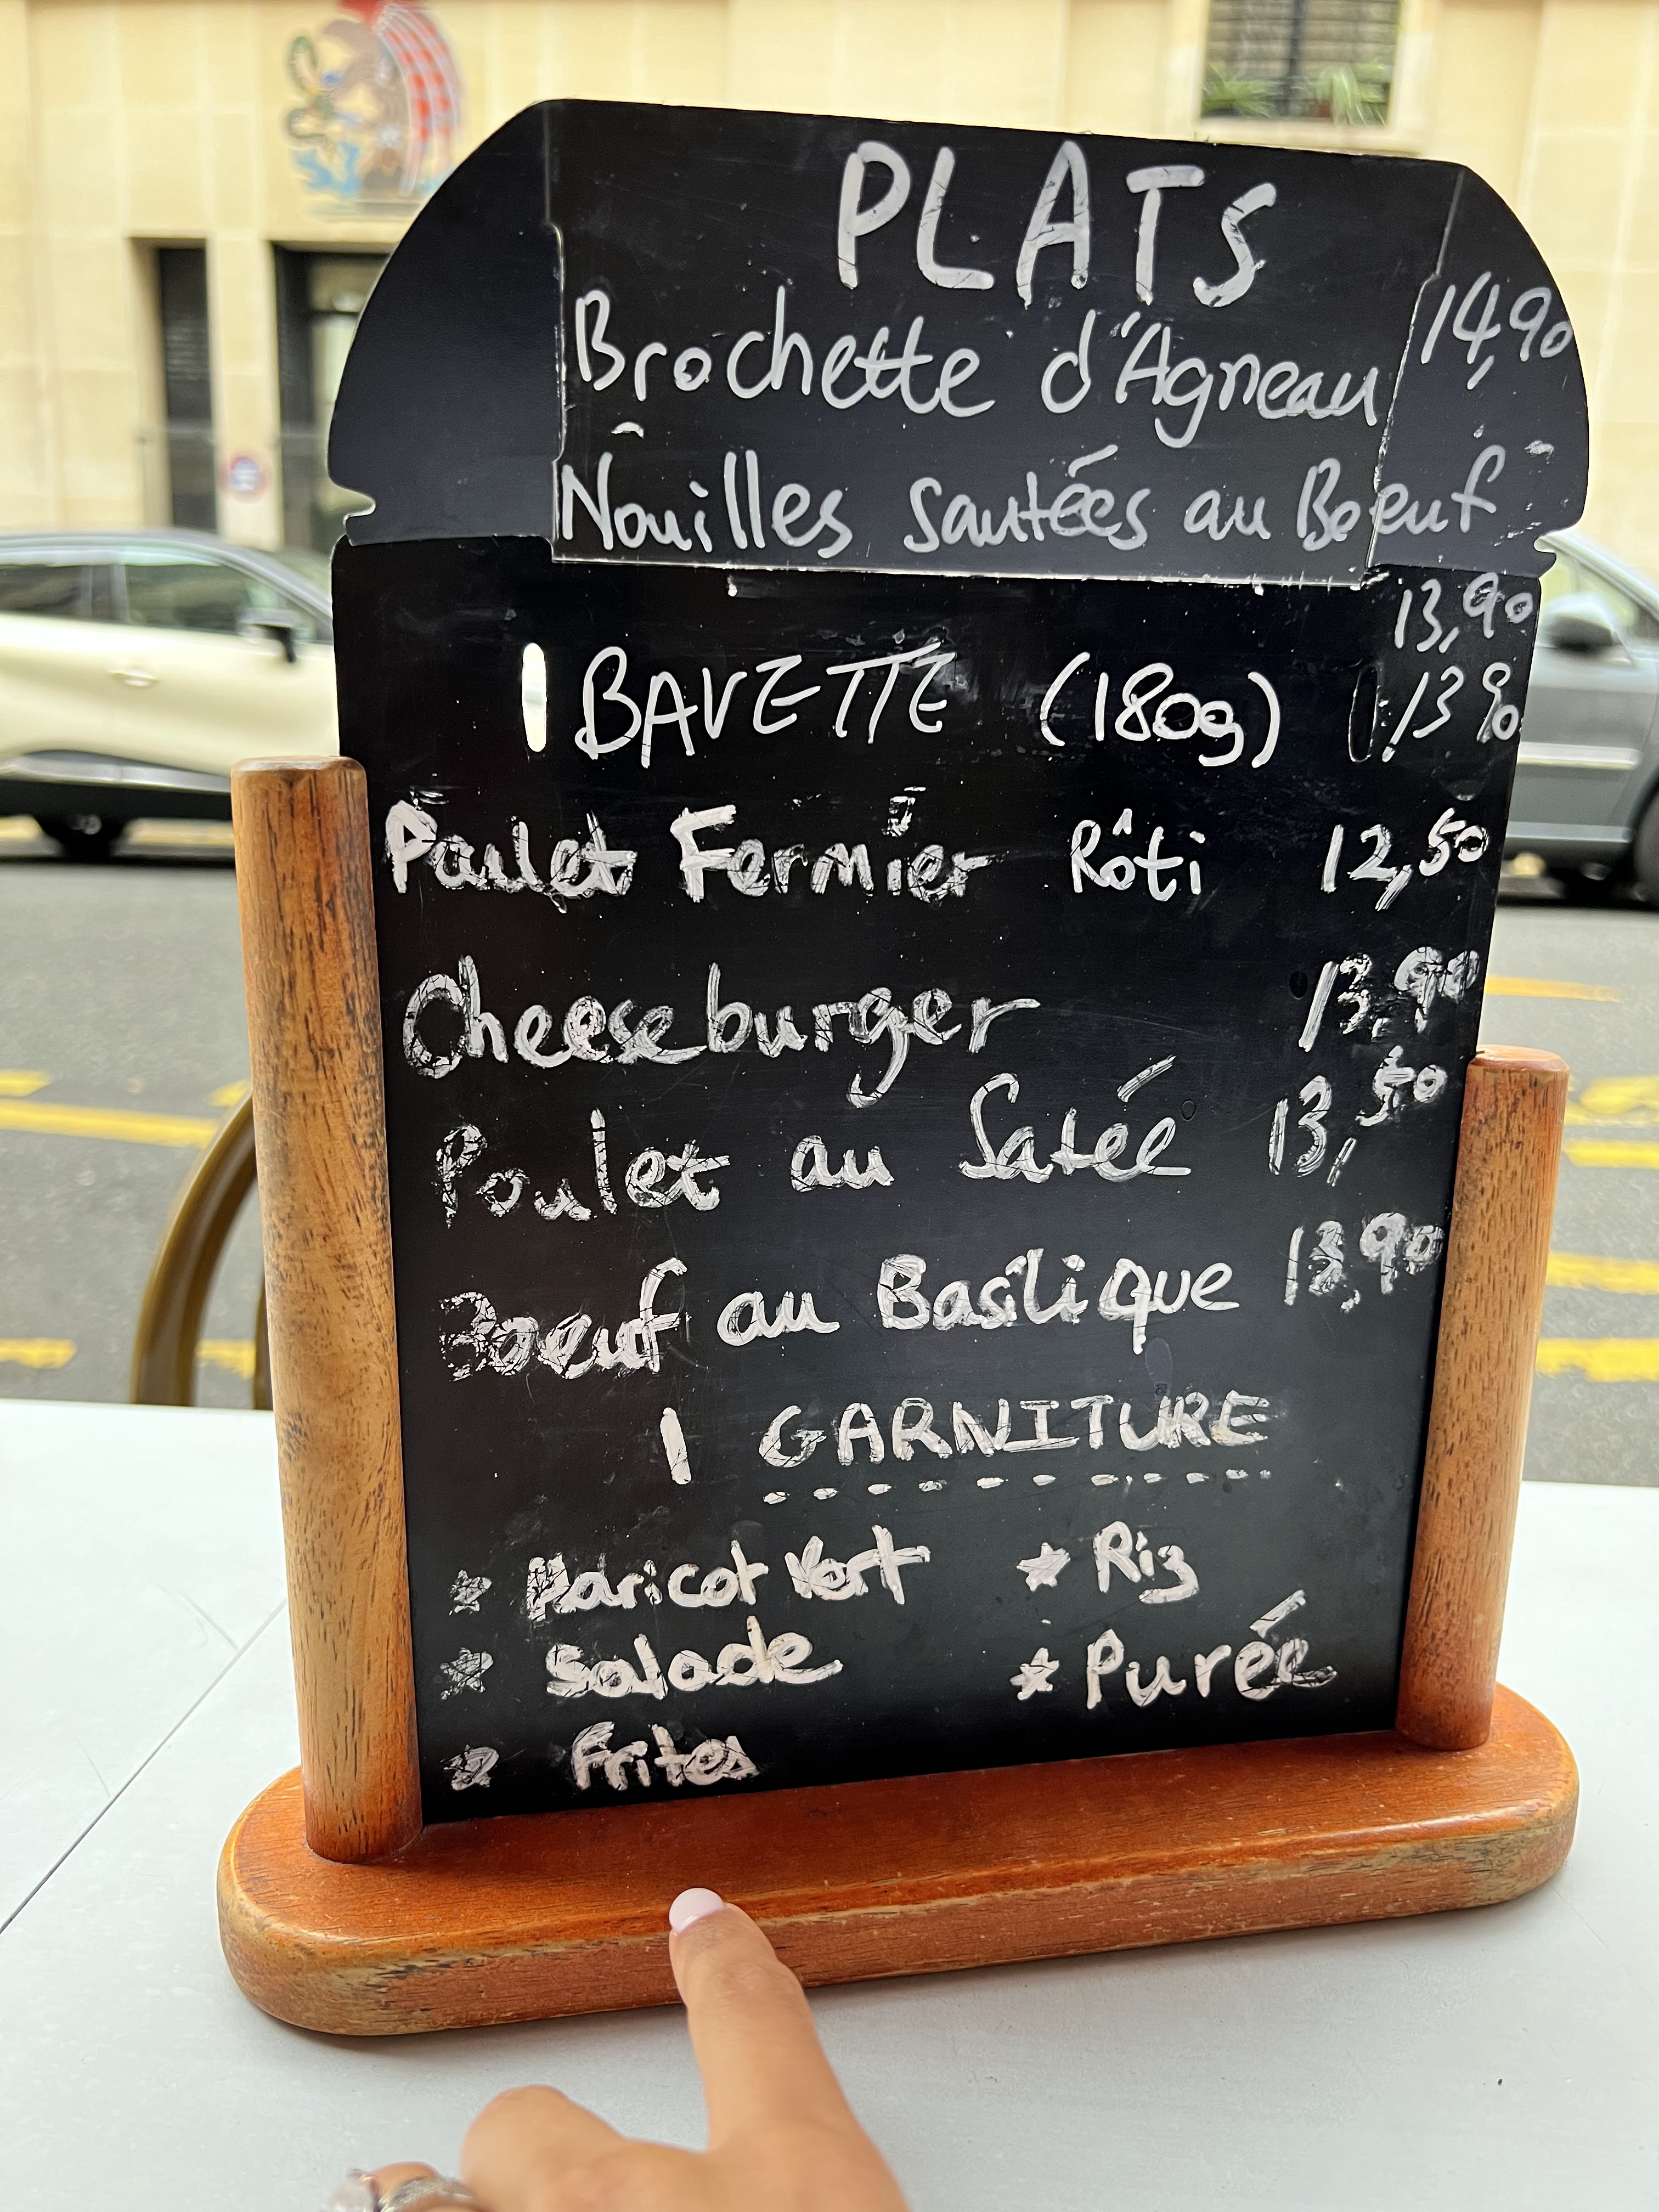 PLATS
Brochette d'Agneau 14,90
Nouilles sautées au Boeuf
13,90
BAVETTE (180g) 13,90
Poulet Fermier Rôti 12,50
Cheeseburger 13,90
Poulet au Satéé 13,50
Boeuf au Basilique 13,90
1 GARNITURE
Haricot Vert Riz
Salade Purée
Frites